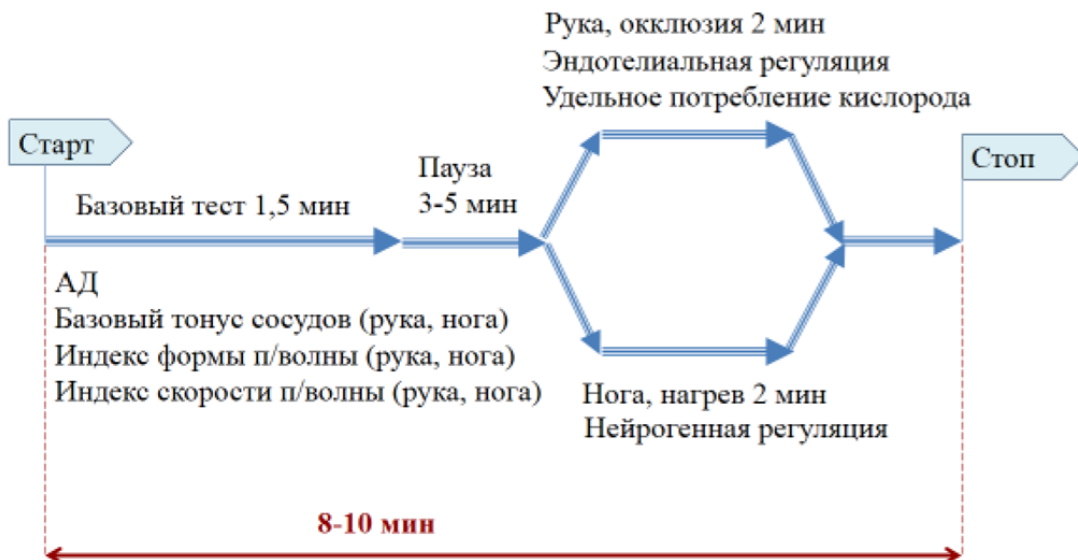 Рука, окклюзия 2 мин
Эндотелиальная регуляция
Удельное потребление кислорода
Старт
Стоп
Пауза
3-5 мин
Базовый тест 1,5 мин
АД
Базовый тонус сосудов (рука, нога)
Индекс формы п/волны (рука, нога)
Индекс скорости п/волны (рука, нога)
Нога, нагрев 2 мин
Нейрогенная регуляция
8-10 мин